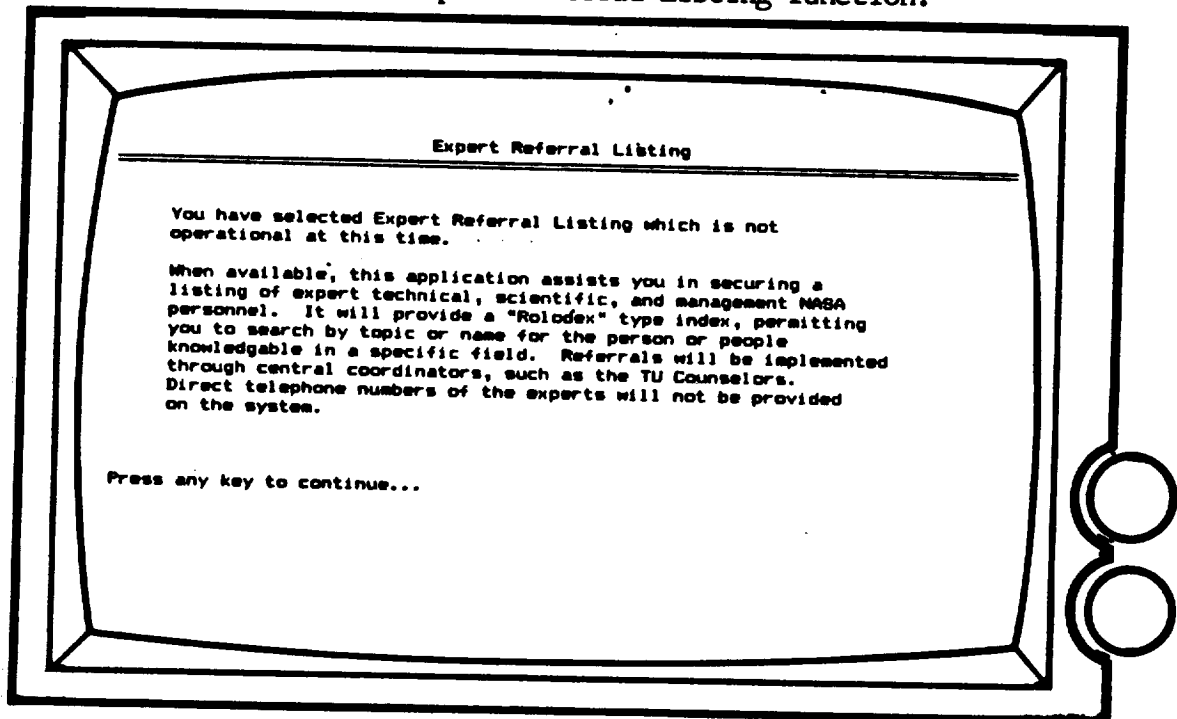 Listing function.
Expert Referral Listing
You have selected Expert Referral Listing which is not
operational at this time.
When available, this application assists you in securing a
listing of expert technical, scientific, and management NASA
personnel. It will provide a "Rolodex" type index, permitting
you to search by topic or name for the person or people
knowledgable in a specific field. Referrals will be implemented
through central coordinators, such as the TU Counselors.
Direct telephone numbers of the experts will not be provided
on the system.
Press any key to continue...